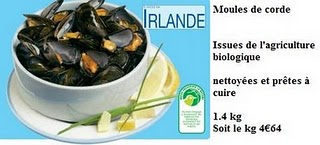 IRLANDE
Moules de corde
Issues de l'agriculture
biologique
nettoyées et prêtes à
cuire
1.4 kg
Soit le kg 4€64